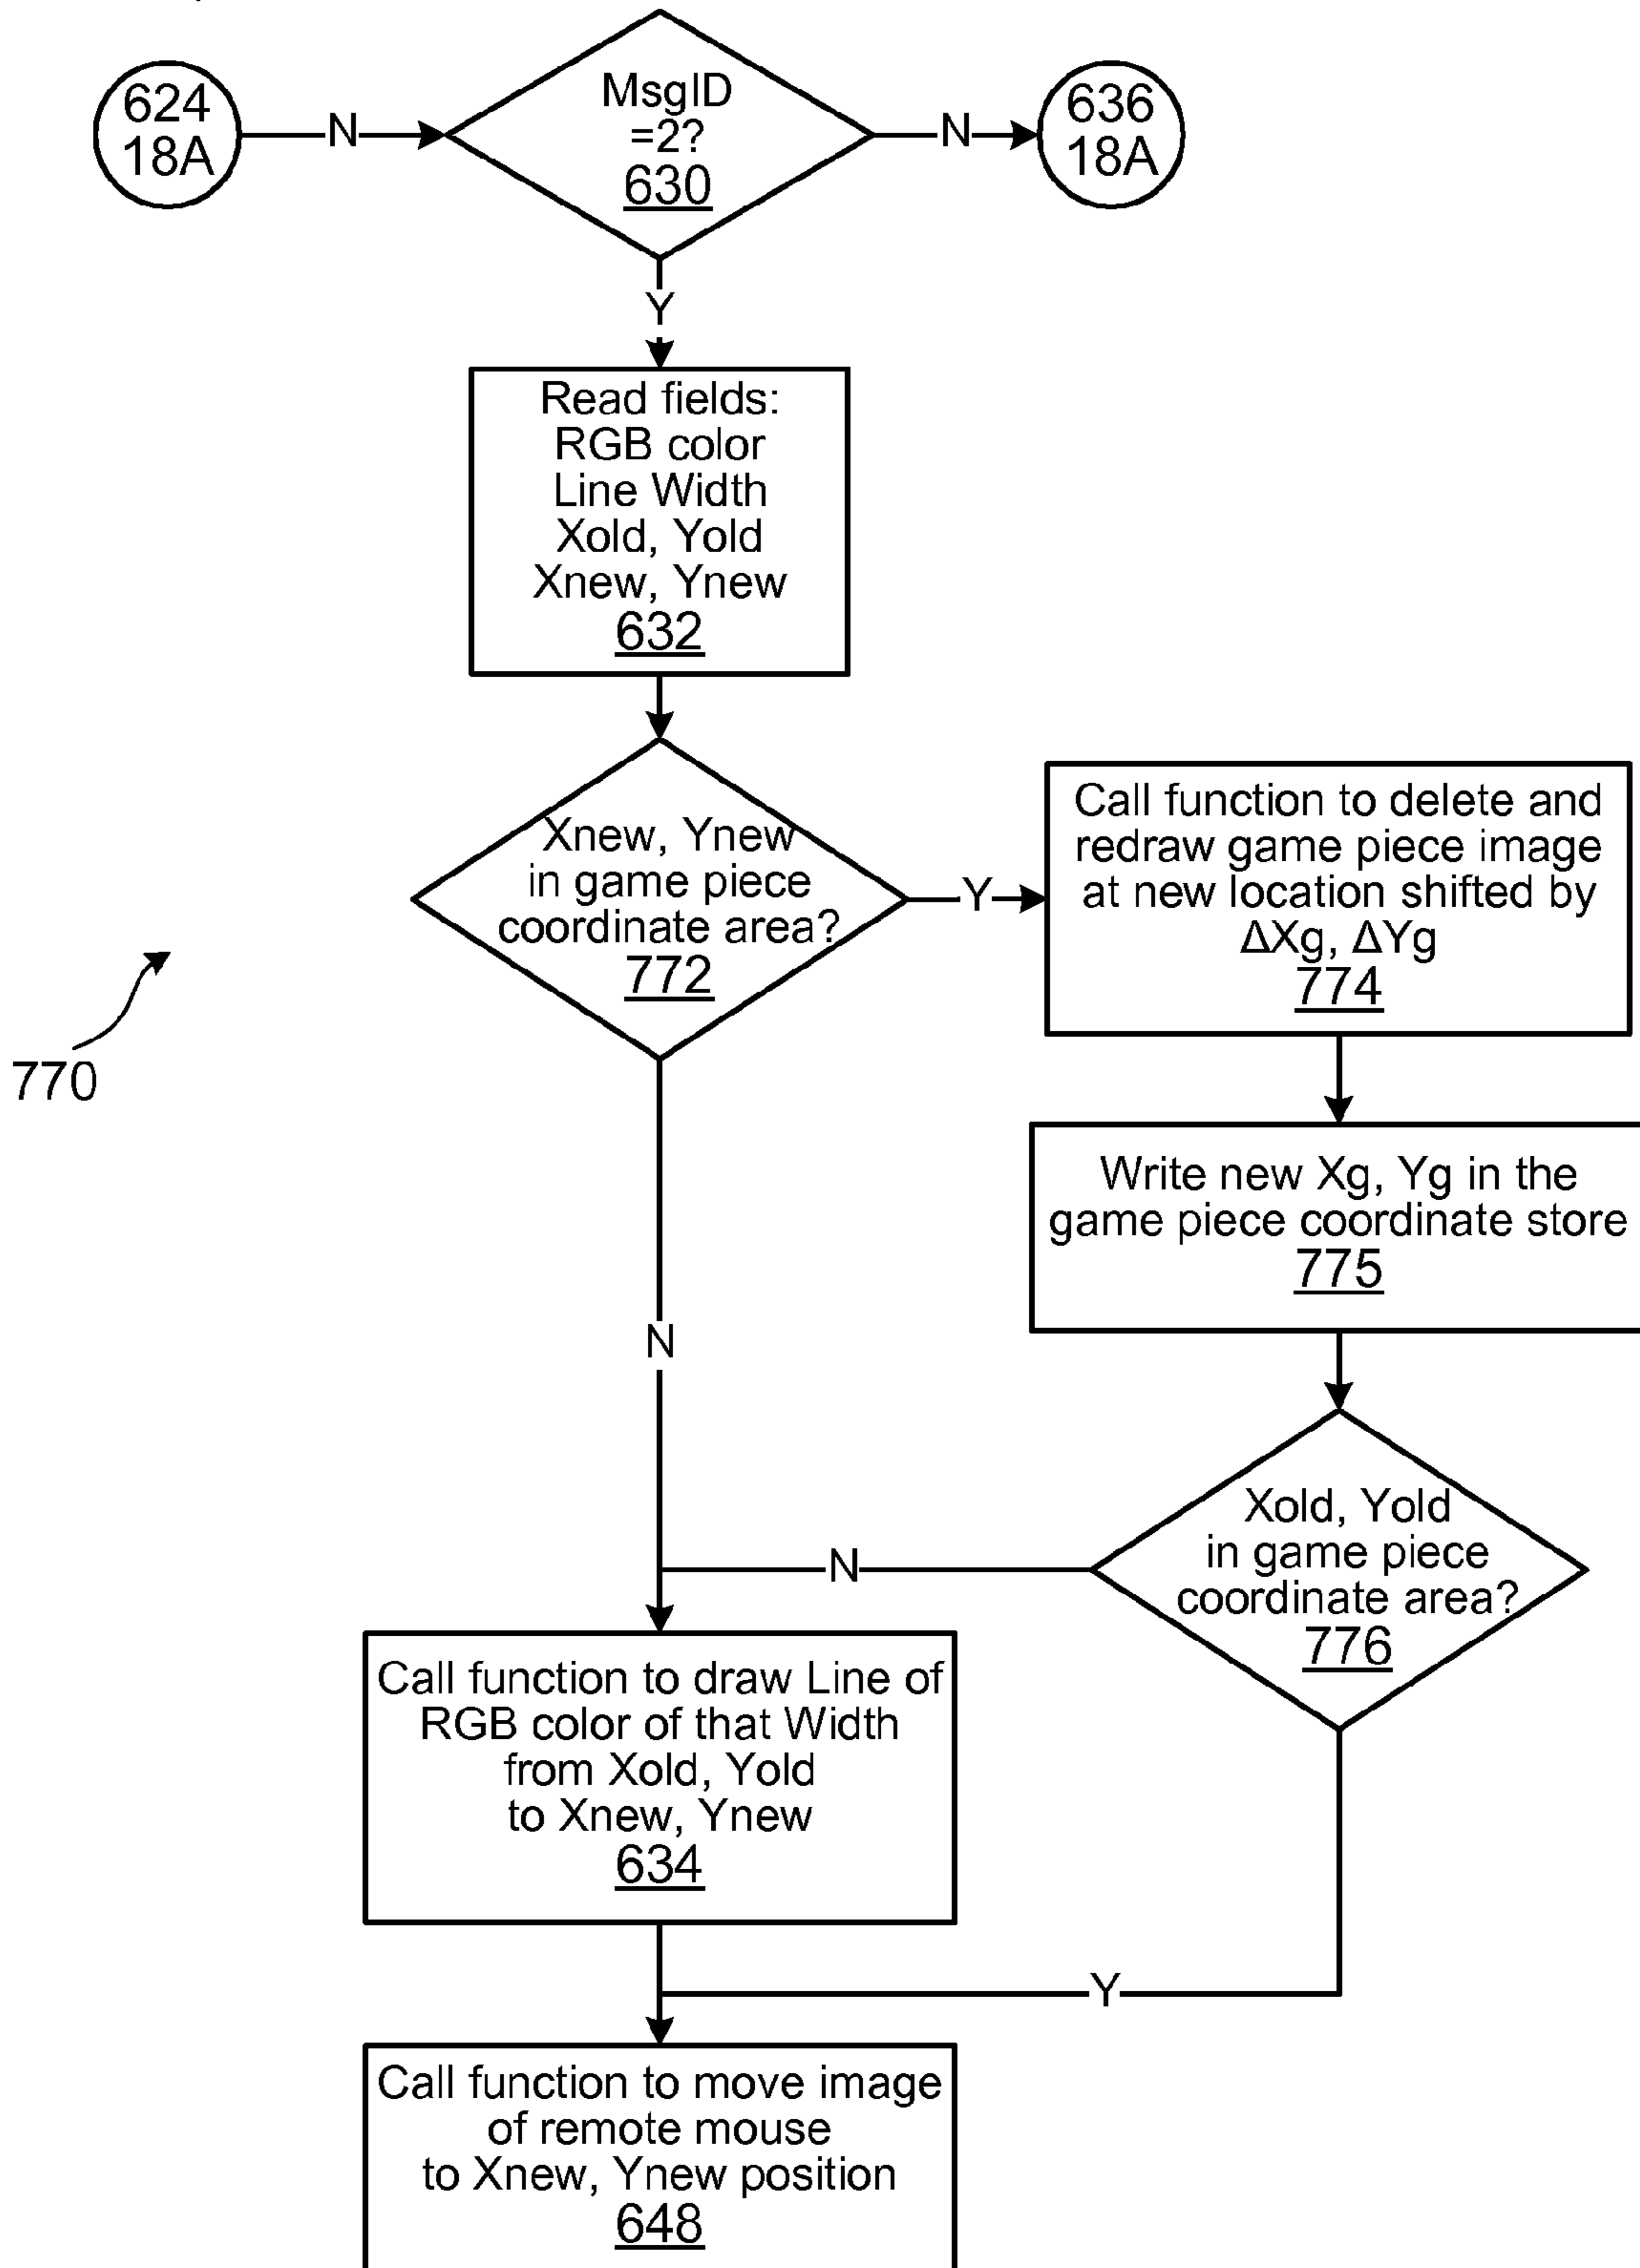 624
18A
N
MsgID
=2?
630
N
636
18A
Y
Read fields:
RGB color
Line Width
Xold, Yold
Xnew, Ynew
632
Xnew, Ynew
in game piece
coordinate area?
772
Y
Call function to delete and
redraw game piece image
at new location shifted by
ΔXg, ΔYg
774
770
Write new Xg, Yg in the
game piece coordinate store
775
N
Xold, Yold
in game piece
coordinate area?
776
N
Call function to draw Line of
RGB color of that Width
from Xold, Yold
to Xnew, Ynew
634
Y
Call function to move image
of remote mouse
to Xnew, Ynew position
648